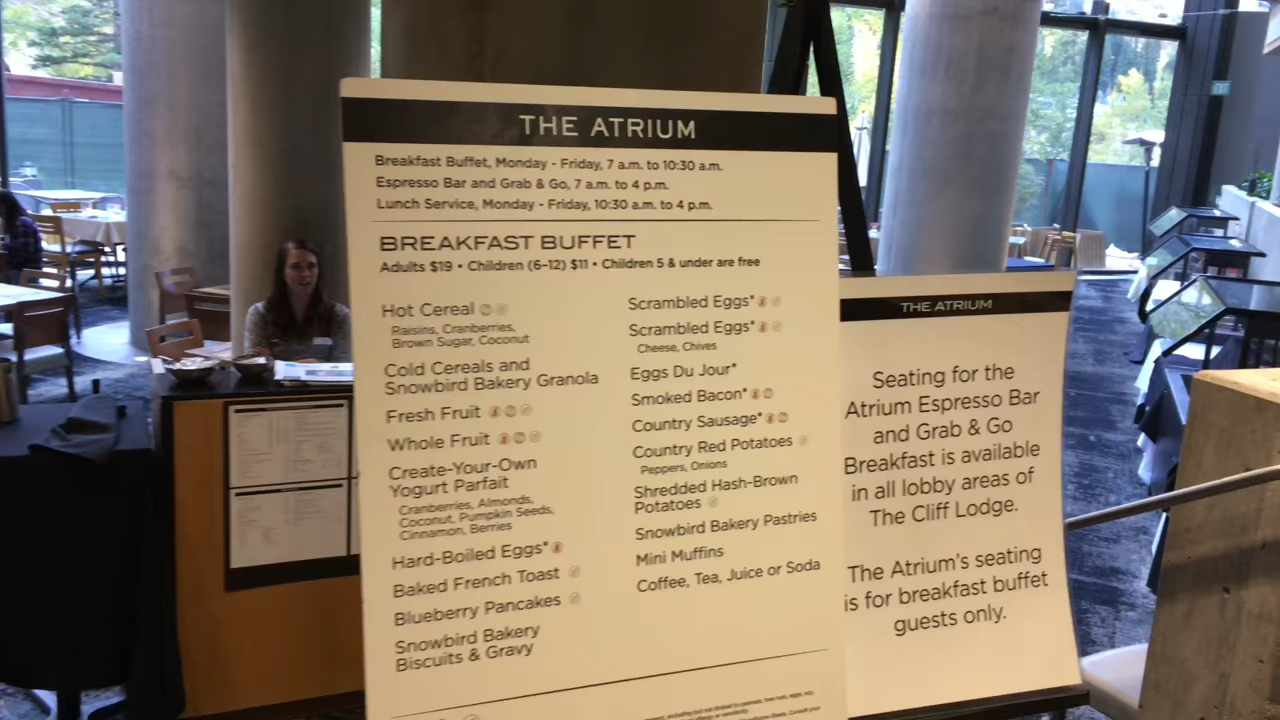 THE ATRIUM
Breakfast Buffet, Monday - Friday, 7 a.m. to 10:30 a.m.
Espresso Bar and Grab & Go, 7 a.m. to 4 p.m.
Lunch Service, Monday - Friday, 10:30 a.m. to 4 p.m.
BREAKFAST BUFFET
Adults $19 • Children (6-12) $11 • Children 5 & under are free
Hot Cereal
Raisins, Cranberries,
Brown Sugar, Coconut
Cold Cereals and
Snowbird Bakery Granola
Fresh Fruit
Whole Fruit
Create-Your-Own
Yogurt Parfait
Cranberries, Almonds,
Coconut, Pumpkin Seeds,
Cinnamon, Berries
Hard-Boiled Eggs*
Baked French Toast
Blueberry Pancakes
Snowbird Bakery
Biscuits & Gravy
Scrambled Eggs*
Scrambled Eggs*
Cheese, Chives
Eggs Du Jour*
Smoked Bacon*
Country Sausage*
Country Red Potatoes
Peppers, Onions
Shredded Hash-Brown
Potatoes
Snowbird Bakery Pastries
Mini Muffins
Coffee, Tea, Juice or Soda
THE ATRIUM
Seating for the
Atrium Espresso Bar
and Grab & Go
Breakfast is available
in all lobby areas of
The Cliff Lodge.
The Atrium's seating
is for breakfast buffet
guests only.